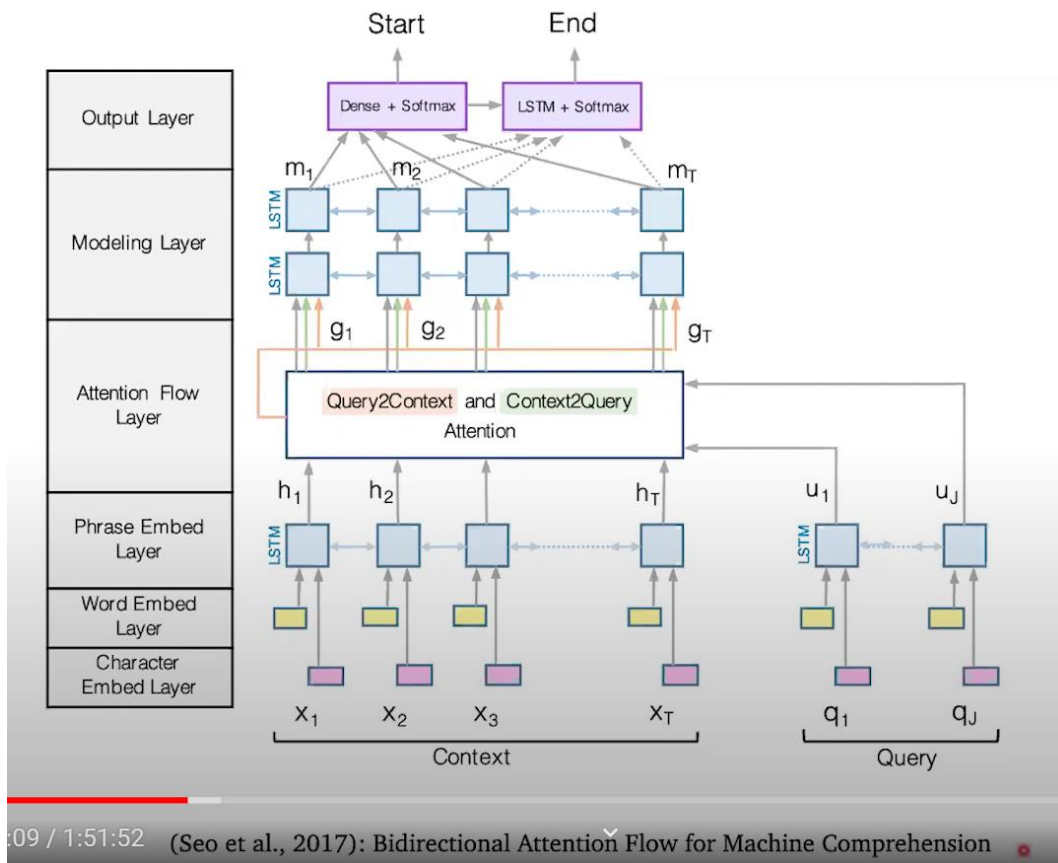 Start
End
Output Layer
Dense + Softmax
LSTM + Softmax
m1
m2
mT
LSTM
Modeling Layer
LSTM
g1
g2
gT
Attention Flow
Layer
Query2Context and Context2Query
Attention
h1
h2
hT
u1
uJ
Phrase Embed
Layer
LSTM
LSTM
Word Embed
Layer
Character
Embed Layer
x1
x2
x3
xT
q1
qJ
Context
Query
:09 / 1:51:52
(Seo et al., 2017): Bidirectional Attention Flow for Machine Comprehension